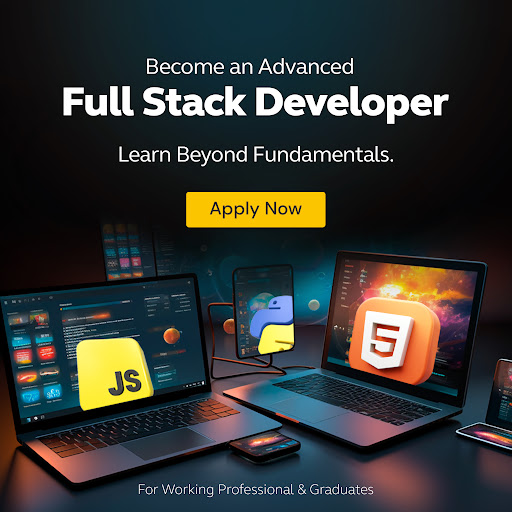 Become an Advanced
Full Stack Developer
Learn Beyond Fundamentals.
Apply Now
JS
5
For Working Professional & Graduates